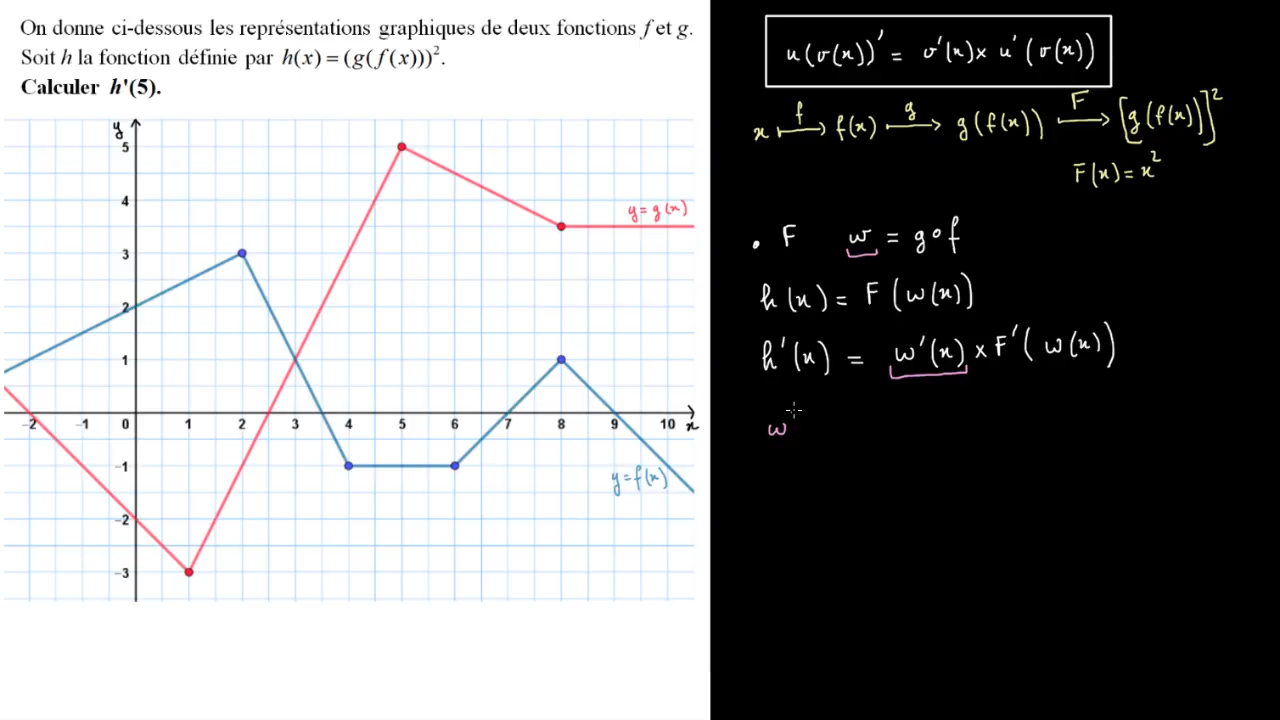 On donne ci-dessous les représentations graphiques de deux fonctions f et g.
Soit h la fonction définie par h(x) = (g(f(x)))².
Calculer h'(5).
y
5
4
3
2
1
-1
-2
-3
-2 -1 0 1 2 3 4 5 6 7 8 9 10 x
y = g(x)
y = f(x)
u(v(x))' = v'(x) × u'(v(x))
x ⟼ f f(x) ⟼ g g(f(x)) ⟼ F [g(f(x))]²
F(x) = x²
• F w = g∘f
h(x) = F(w(x))
h'(x) = w'(x) × F'(w(x))
w